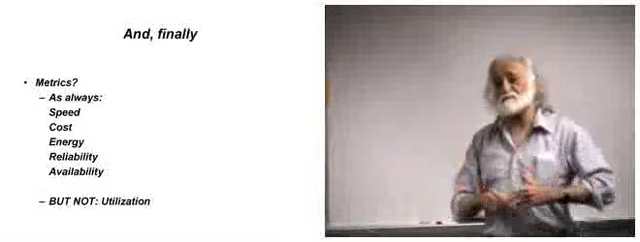 And, finally
• Metrics?
– As always:
Speed
Cost
Energy
Reliability
Availability
– BUT NOT: Utilization